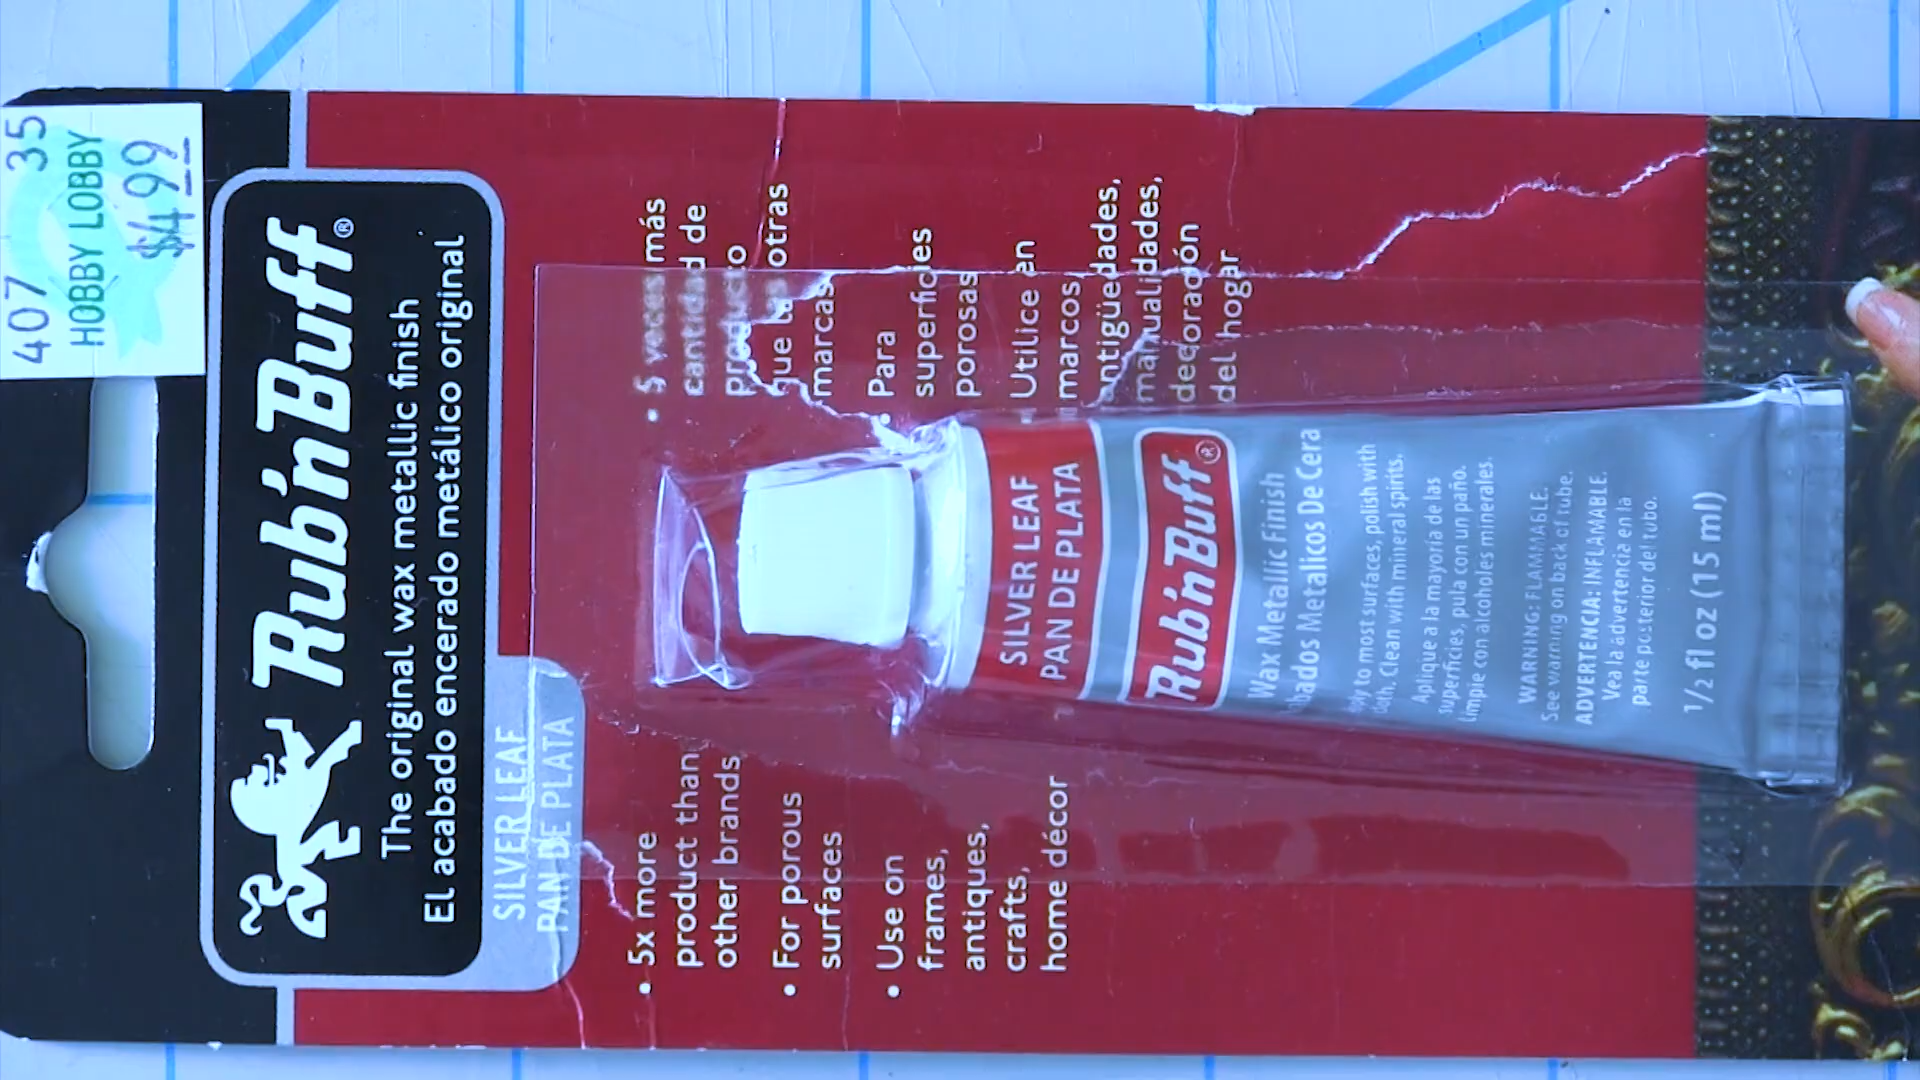 407 35
HOBBY LOBBY
$4.99
Rub'n Buff®
The original wax metallic finish
El acabado encerado metálico original
SILVER LEAF
PAN DE PLATA
• 5x more
product than
other brands
• For porous
surfaces
• Use on
frames,
antiques,
crafts,
home décor
• 5 veces más
cantidad de
producto
que las otras
marcas
• Para
superficies
porosas
• Utilice en
marcos,
antigüedades,
manualidades,
decoración
del hogar
SILVER LEAF
PAN DE PLATA
Rub'n Buff®
Wax Metallic Finish
Metalicos De Cera
to most surfaces, polish with
cloth. Clean with mineral spirits.
Aplique a la mayoría de las
superficies, pula con un paño.
Limpie con alcoholes minerales.
WARNING: FLAMMABLE.
See warning on back of tube.
ADVERTENCIA: INFLAMABLE.
Vea la advertencia en la
parte posterior del tubo.
1/2 fl oz (15 ml)